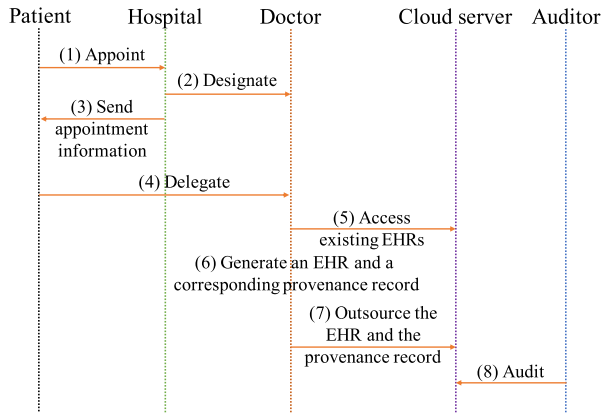 Patient Hospital Doctor Cloud server Auditor
(1) Appoint
(2) Designate
(3) Send
appointment
information
(4) Delegate
(5) Access
existing EHRs
(6) Generate an EHR and a
corresponding provenance record
(7) Outsource the
EHR and the
provenance record
(8) Audit